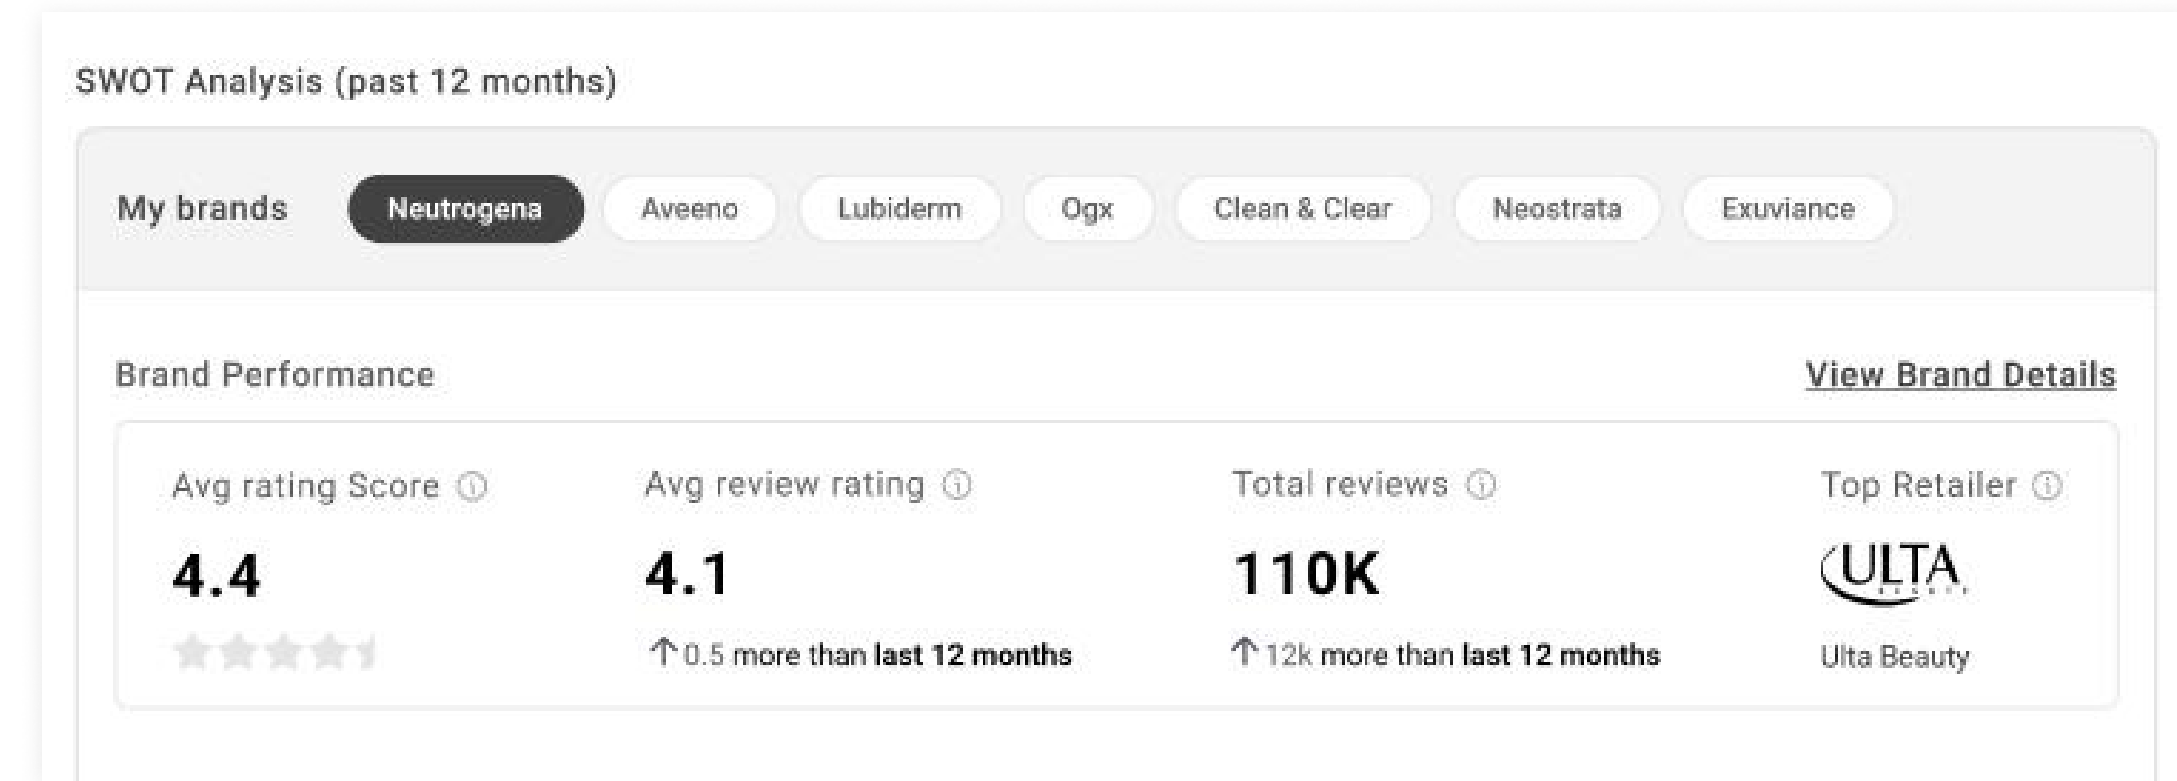 SWOT Analysis (past 12 months)
My brands Neutrogena Aveeno Lubiderm Ogx Clean & Clear Neostrata Exuviance
Brand Performance View Brand Details
Avg rating Score Avg review rating Total reviews Top Retailer
4.4 4.1 110K ULTA
↑0.5 more than last 12 months ↑12k more than last 12 months Ulta Beauty